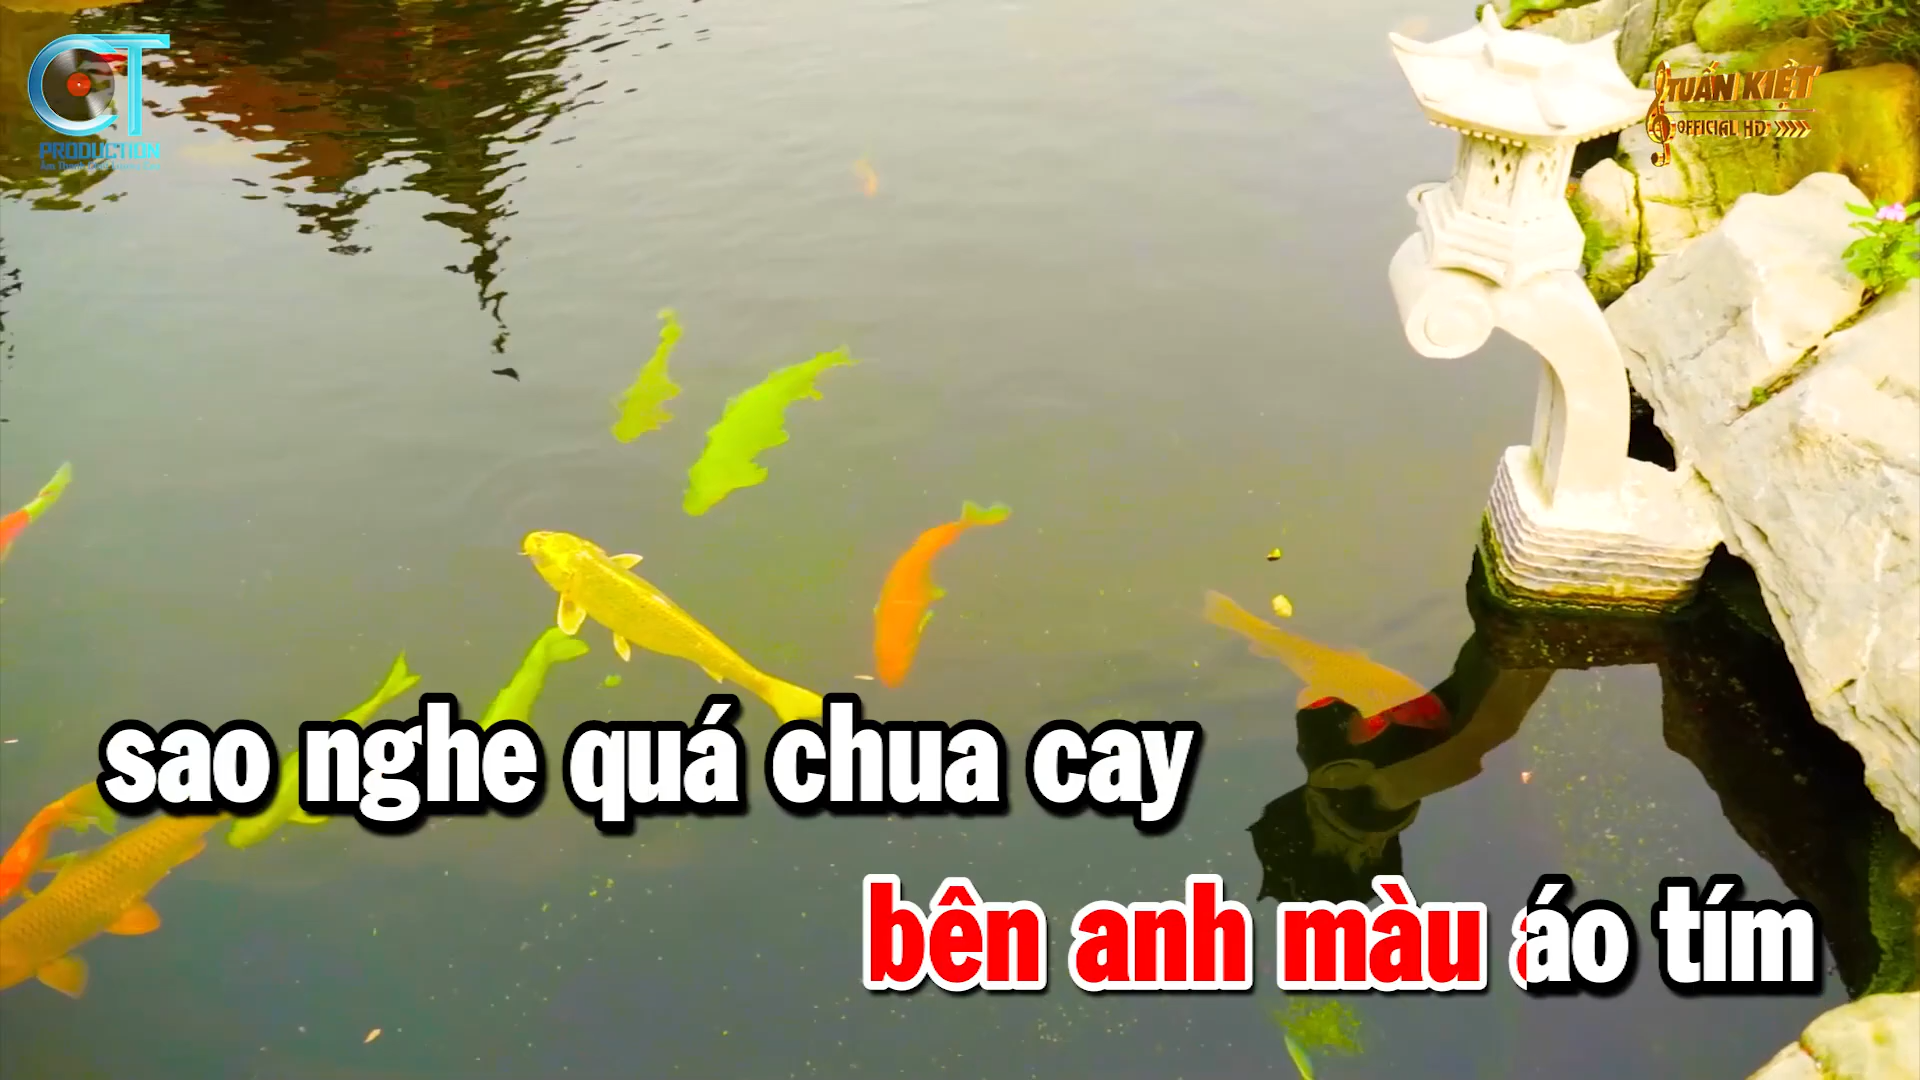 CT
PRODUCTION
TUẤN KIỆT
OFFICIAL HD
sao nghe quá chua cay
bên anh màu áo tím